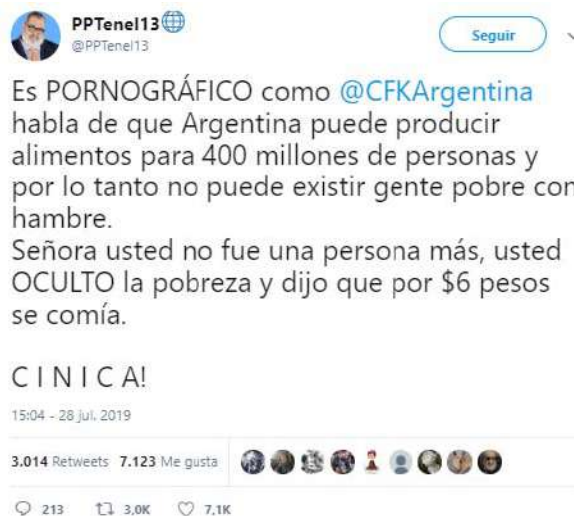 PPTenel13
@PPTenel13
Seguir
Es PORNOGRÁFICO como @CFKArgentina
habla de que Argentina puede producir
alimentos para 400 millones de personas y
por lo tanto no puede existir gente pobre con
hambre.
Señora usted no fue una persona más, usted
OCULTO la pobreza y dijo que por $6 pesos
se comía.
C I N I C A!
15:04 - 28 jul. 2019
3.014 Retweets 7.123 Me gusta
213 3,0K 7,1K